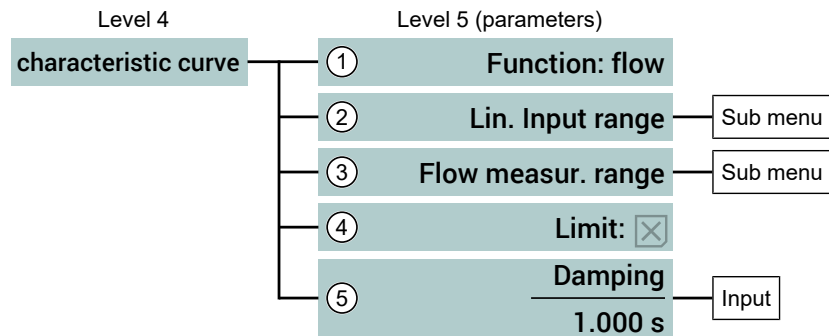 Level 4
Level 5 (parameters)
characteristic curve
1 Function: flow
2 Lin. Input range Sub menu
3 Flow measur. range Sub menu
4 Limit:
5 Damping
1.000 s
Input